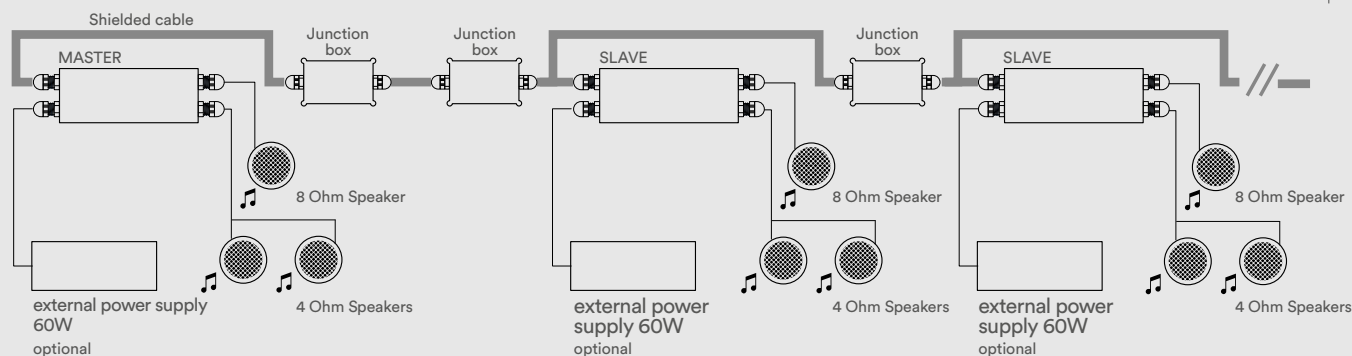 Shielded cable
MASTER
Junction
box
Junction
box
SLAVE
Junction
box
SLAVE
8 Ohm Speaker
8 Ohm Speaker
8 Ohm Speaker
external power supply
60W
optional
4 Ohm Speakers
external power
supply 60W
optional
4 Ohm Speakers
external power
supply 60W
optional
4 Ohm Speakers